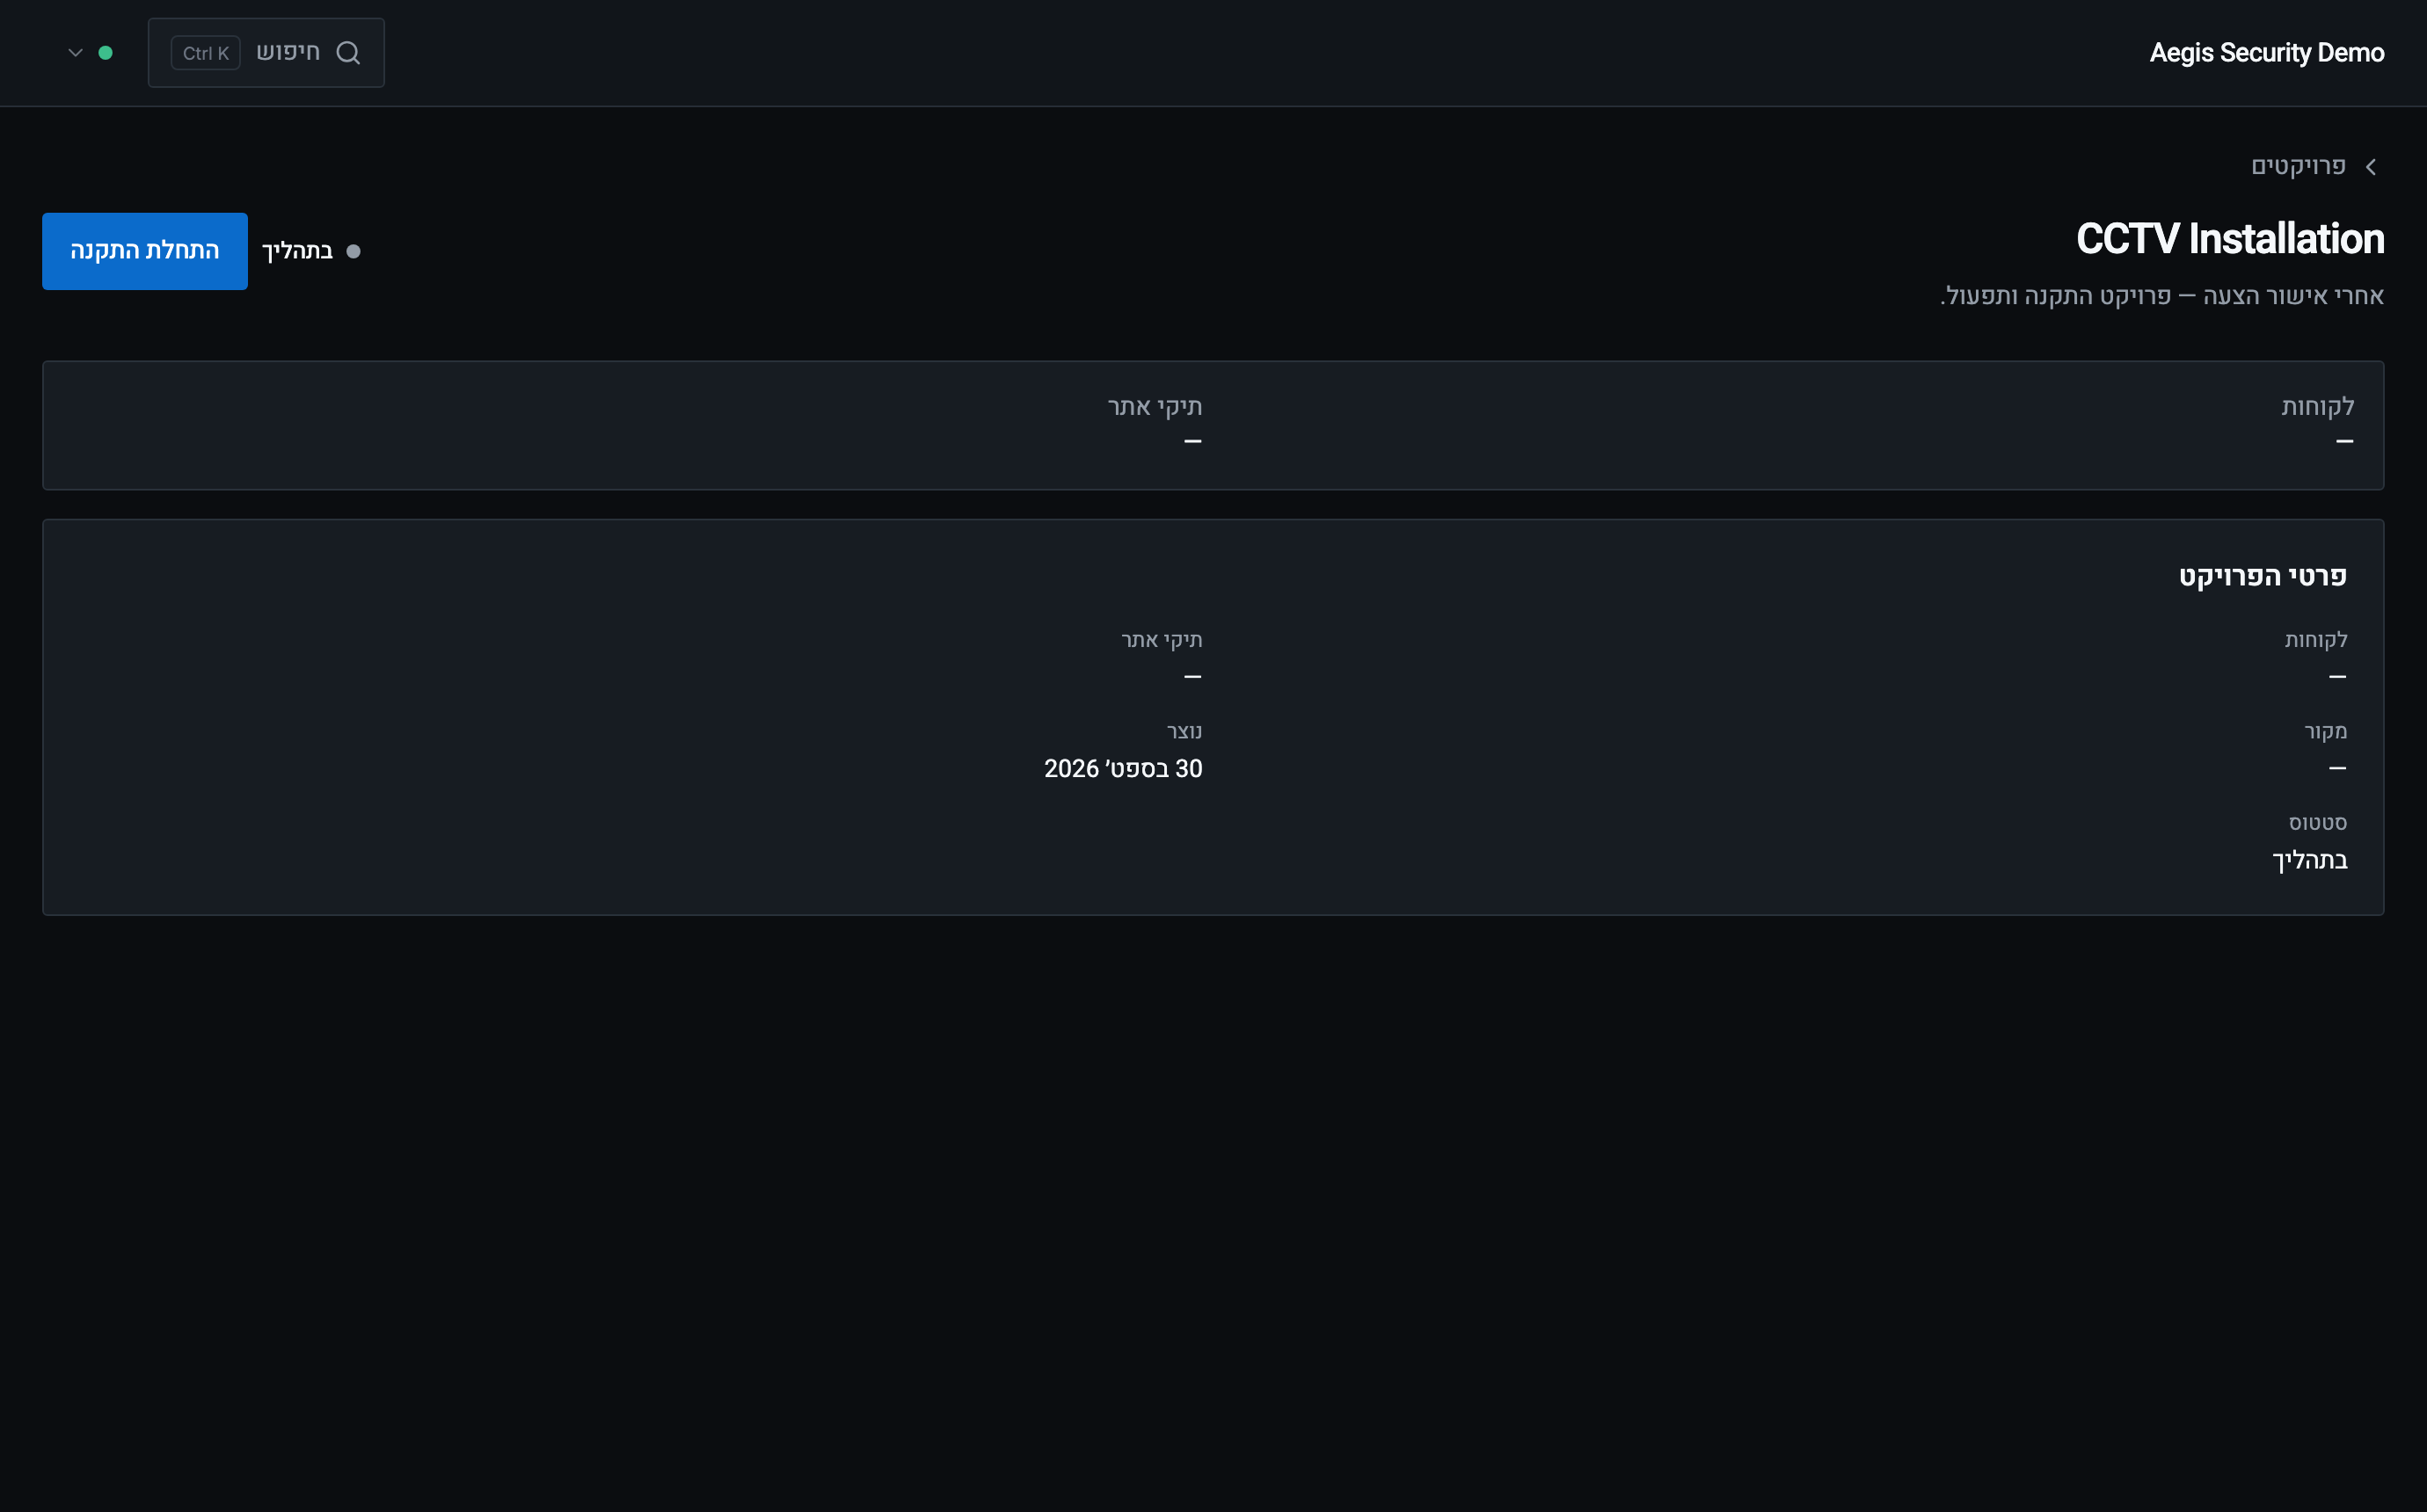 Aegis Security Demo
חיפוש Ctrl K
פרויקטים
CCTV Installation
בתהליך
התחלת התקנה
אחרי אישור הצעה — פרויקט התקנה ותפעול.
לקוחות
—
תיקי אתר
—
פרטי הפרויקט
לקוחות
—
תיקי אתר
—
מקור
—
נוצר
30 בספט׳ 2026
סטטוס
בתהליך